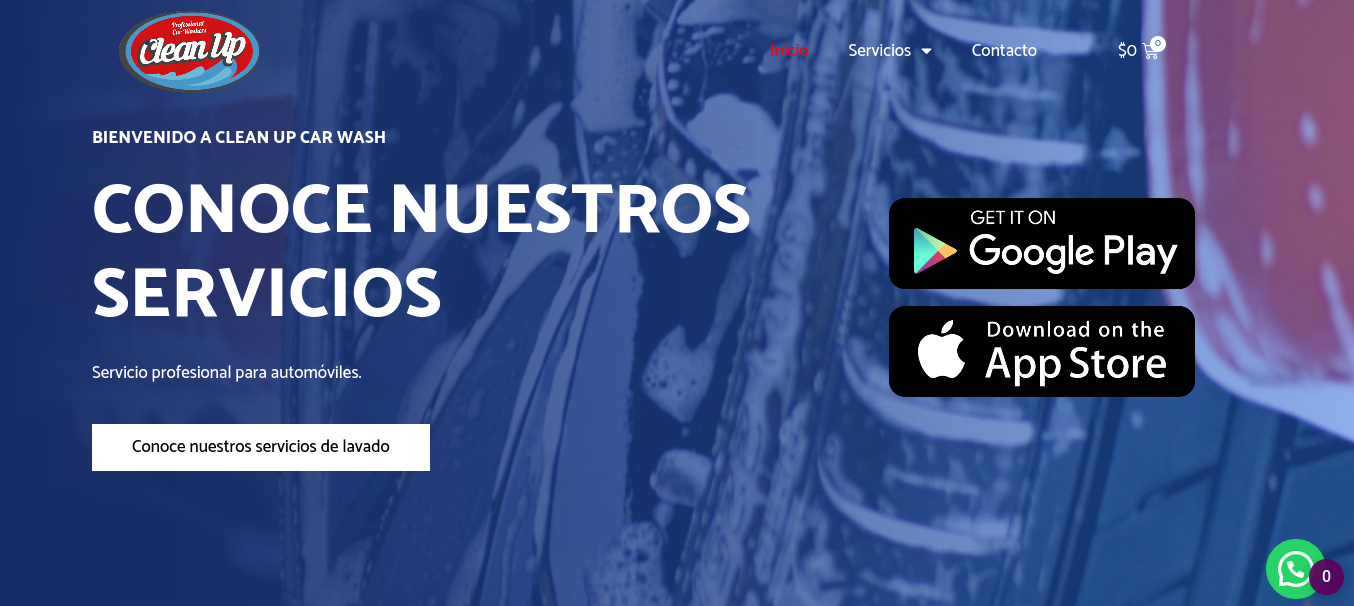 Professional
Car Washers
Clean Up
Inicio
Servicios
Contacto
$0
0
BIENVENIDO A CLEAN UP CAR WASH
CONOCE NUESTROS
SERVICIOS
Servicio profesional para automóviles.
Conoce nuestros servicios de lavado
GET IT ON
Google Play
Download on the
App Store
0